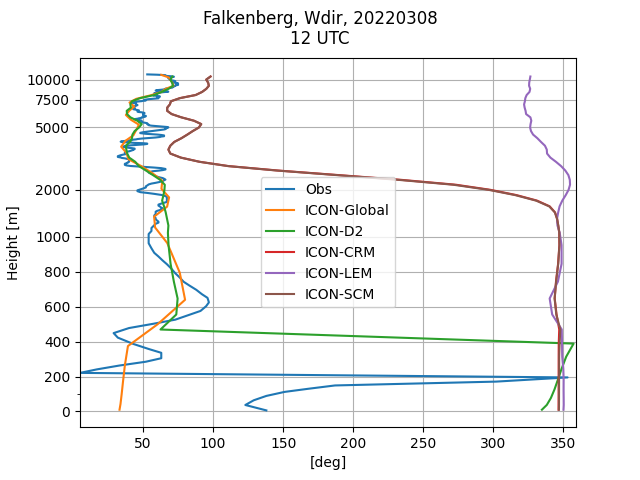 Falkenberg, Wdir, 20220308
12 UTC
10000
7500
5000
2000
1000
800
600
400
200
0
Height [m]
Obs
ICON-Global
ICON-D2
ICON-CRM
ICON-LEM
ICON-SCM
50
100
150
200
250
300
350
[deg]